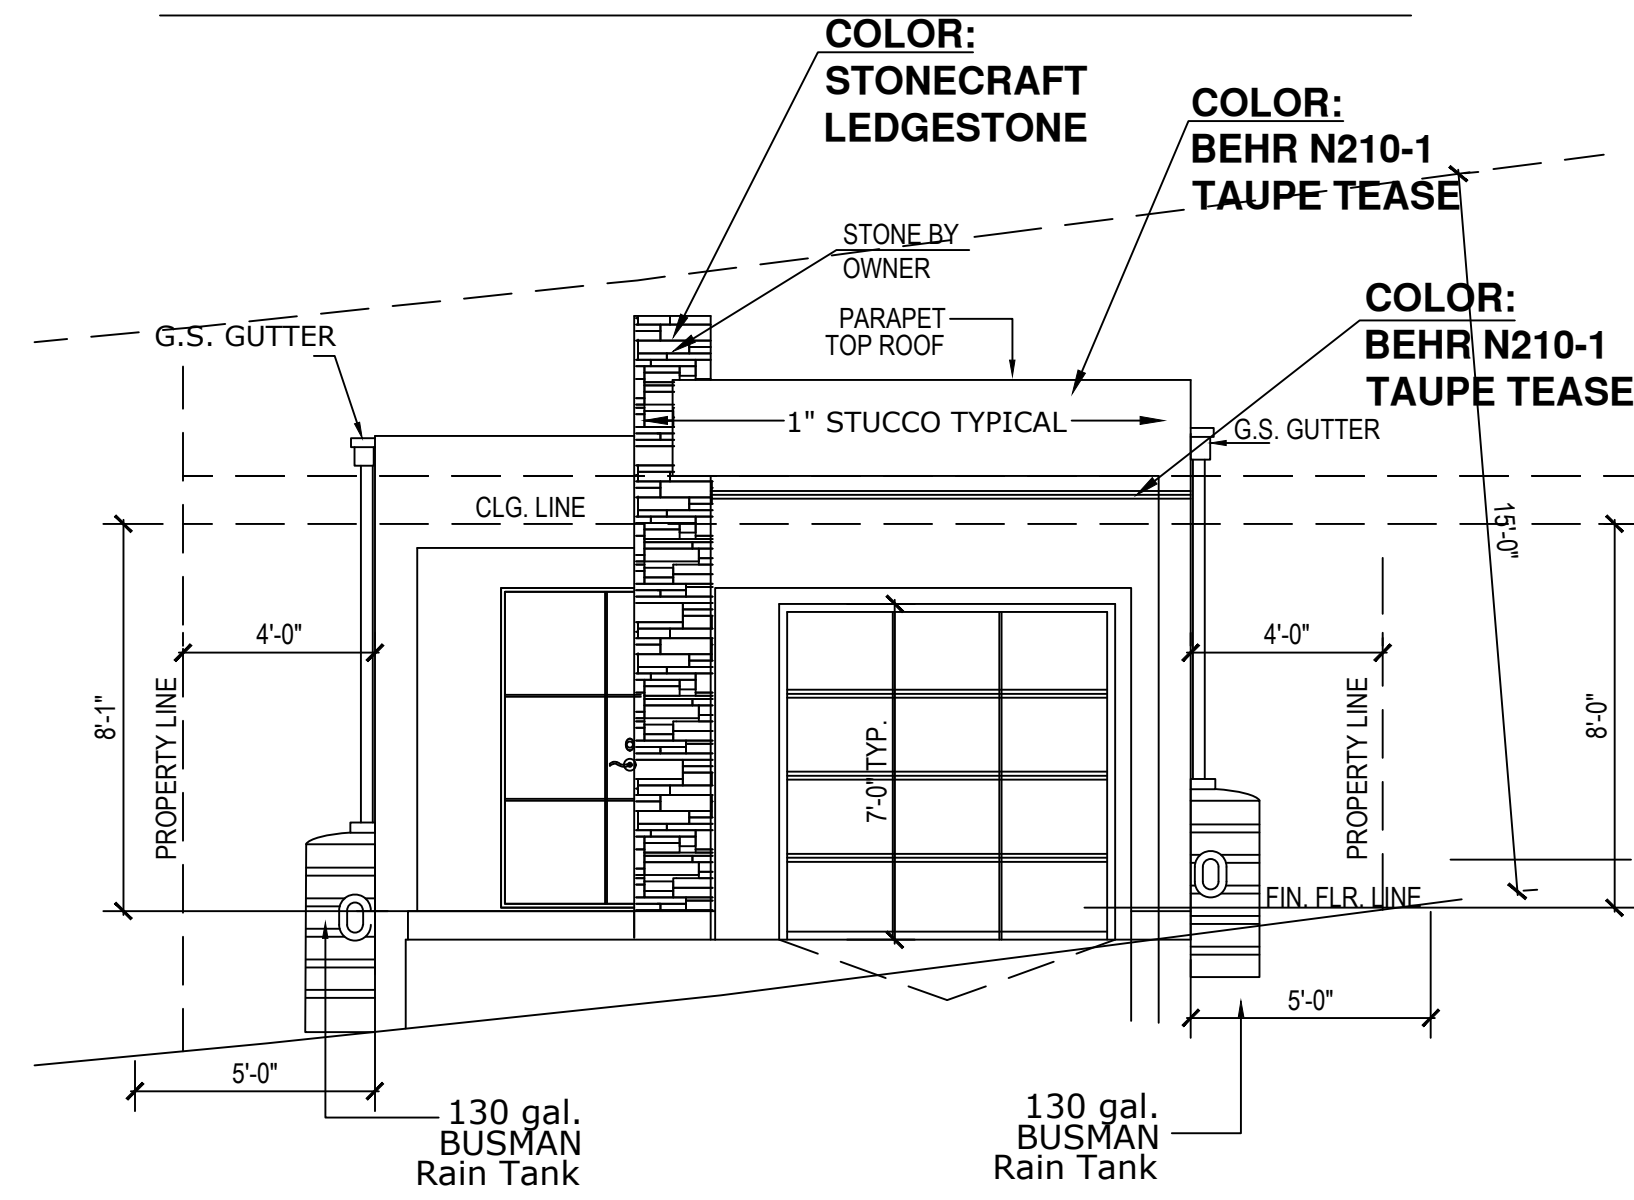 COLOR:
STONECRAFT
LEDGESTONE
COLOR:
BEHR N210-1
TAUPE TEASE
STONE BY
OWNER
COLOR:
BEHR N210-1
TAUPE TEASE
PARAPET
TOP ROOF
G.S. GUTTER
1" STUCCO TYPICAL
G.S. GUTTER
CLG. LINE
15'-0"
4'-0"
4'-0"
8'-1"
PROPERTY LINE
7'-0" TYP.
PROPERTY LINE
8'-0"
FIN. FLR. LINE
5'-0"
5'-0"
130 gal.
BUSMAN
Rain Tank
130 gal.
BUSMAN
Rain Tank